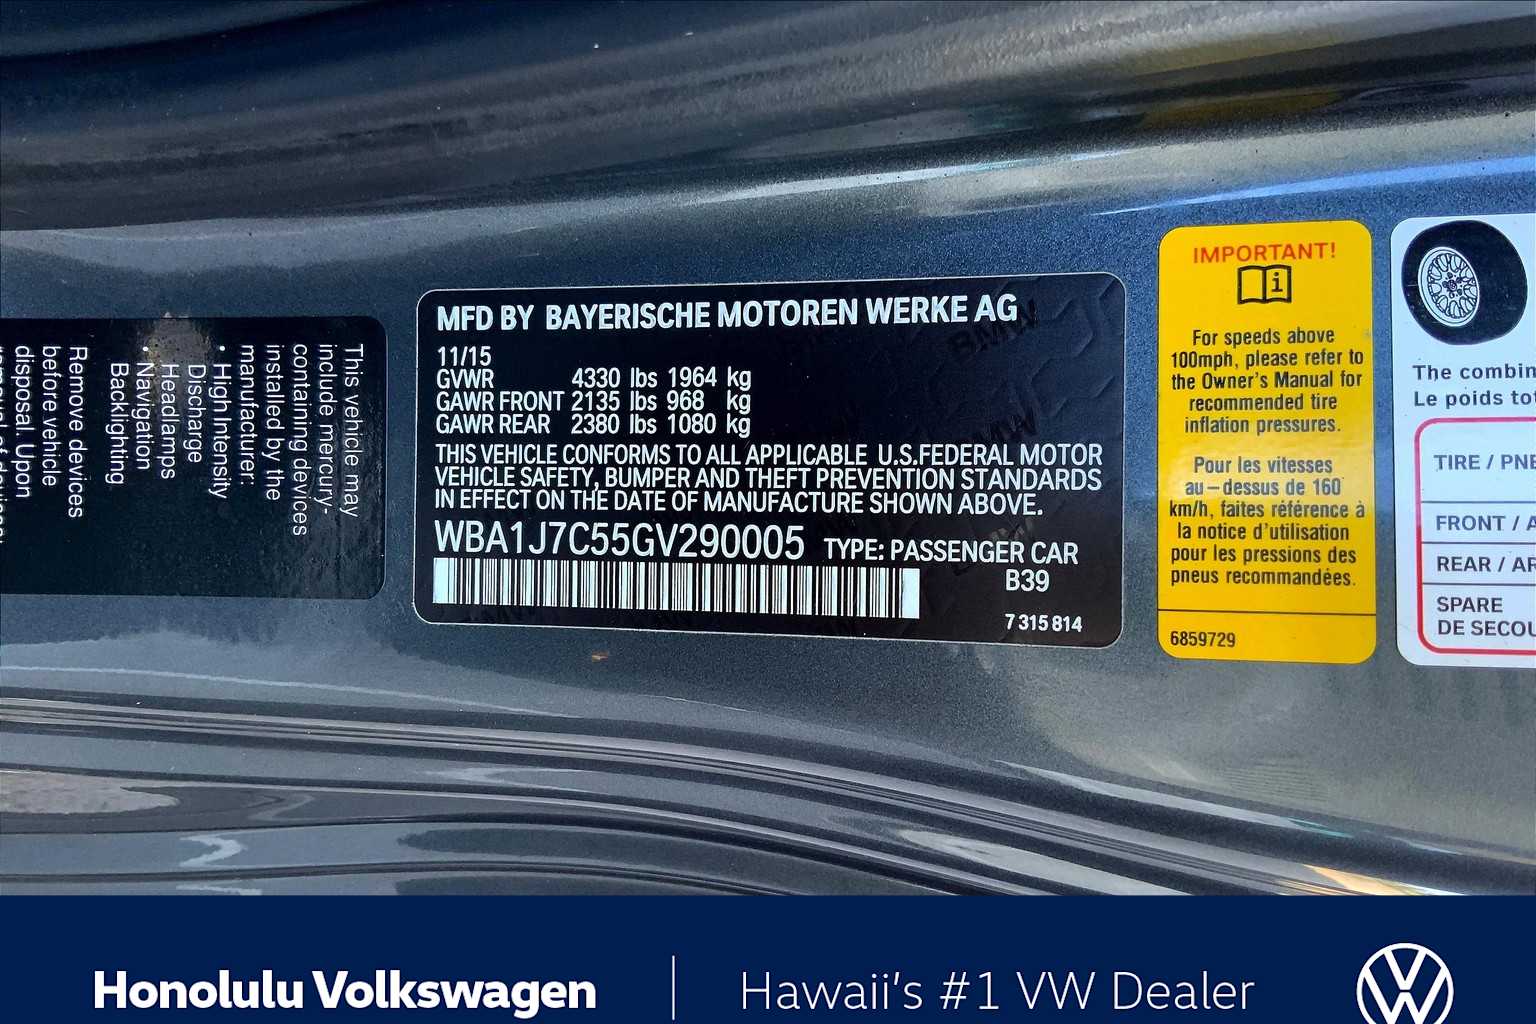 This vehicle may
include mercury-
containing devices
installed by the
manufacturer:
• High Intensity
Discharge
Headlamps
• Navigation
Backlighting
Remove devices
before vehicle
disposal. Upon
MFD BY BAYERISCHE MOTOREN WERKE AG
11/15
GVWR 4330 lbs 1964 kg
GAWR FRONT 2135 lbs 968 kg
GAWR REAR 2380 lbs 1080 kg
THIS VEHICLE CONFORMS TO ALL APPLICABLE U.S.FEDERAL MOTOR
VEHICLE SAFETY, BUMPER AND THEFT PREVENTION STANDARDS
IN EFFECT ON THE DATE OF MANUFACTURE SHOWN ABOVE.
WBA1J7C55GV290005 TYPE: PASSENGER CAR
B39
7 315 814
IMPORTANT!
For speeds above
100mph, please refer to
the Owner's Manual for
recommended tire
inflation pressures.
Pour les vitesses
au-dessus de 160
km/h, faites référence à
la notice d'utilisation
pour les pressions des
pneus recommandées.
6859729
The combin
Le poids tot
TIRE / PNE
FRONT / A
REAR / AR
SPARE
DE SECOU
Honolulu Volkswagen
Hawaii's #1 VW Dealer